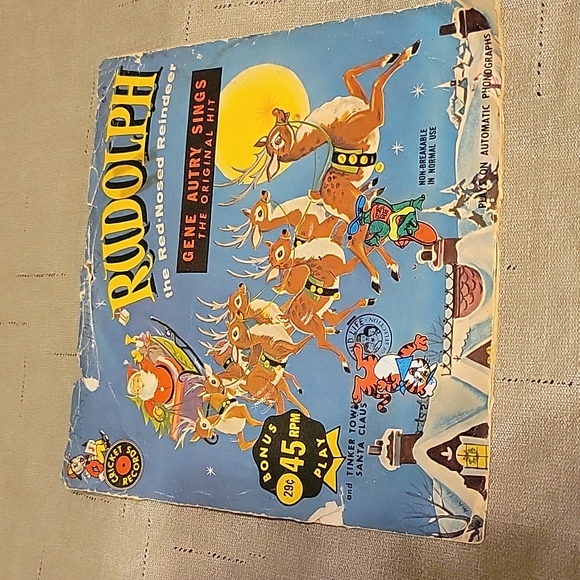 RUDOLPH
the Red-Nosed Reindeer
GENE AUTRY SINGS
THE ORIGINAL HIT
NON-BREAKABLE
IN NORMAL USE
PLAYS ON AUTOMATIC PHONOGRAPHS
CRICKET
RECORDS
BONUS
29¢ 45 RPM
PLAY
and TINKER TOWN
SANTA CLAUS